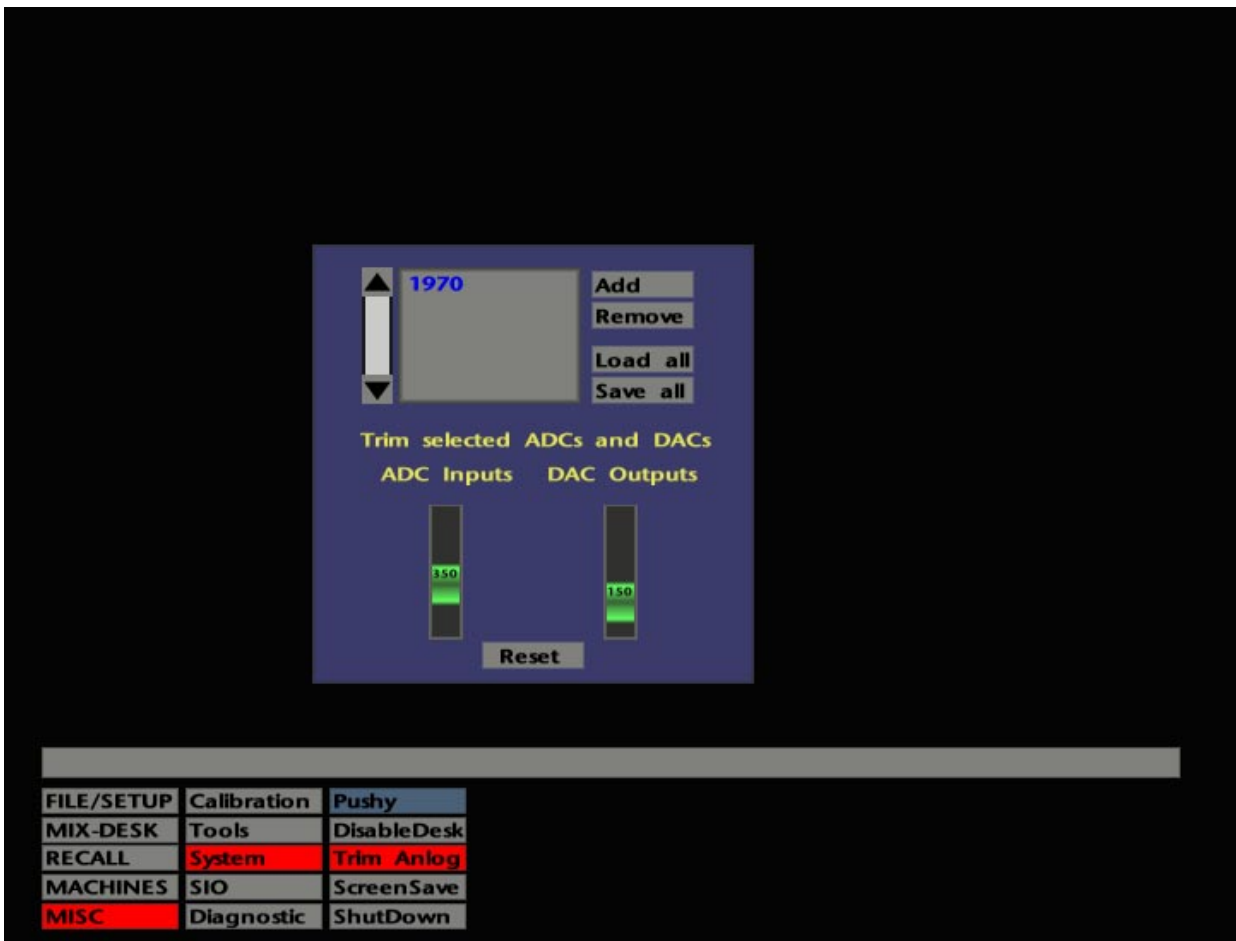 1970
Add
Remove
Load all
Save all
Trim selected ADCs and DACs
ADC Inputs DAC Outputs
350
150
Reset
FILE/SETUP Calibration Pushy
MIX-DESK Tools DisableDesk
RECALL System Trim Anlog
MACHINES SIO ScreenSave
MISC Diagnostic ShutDown